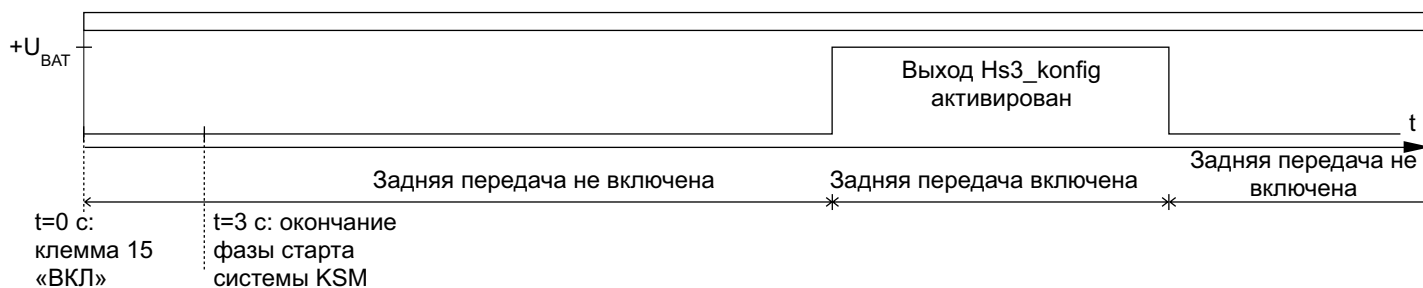 +U_BAT
Выход Hs3_konfig
активирован
t
Задняя передача не включена
Задняя передача включена
Задняя передача не
включена
t=0 с:
клемма 15
«ВКЛ»
t=3 с: окончание
фазы старта
системы KSM